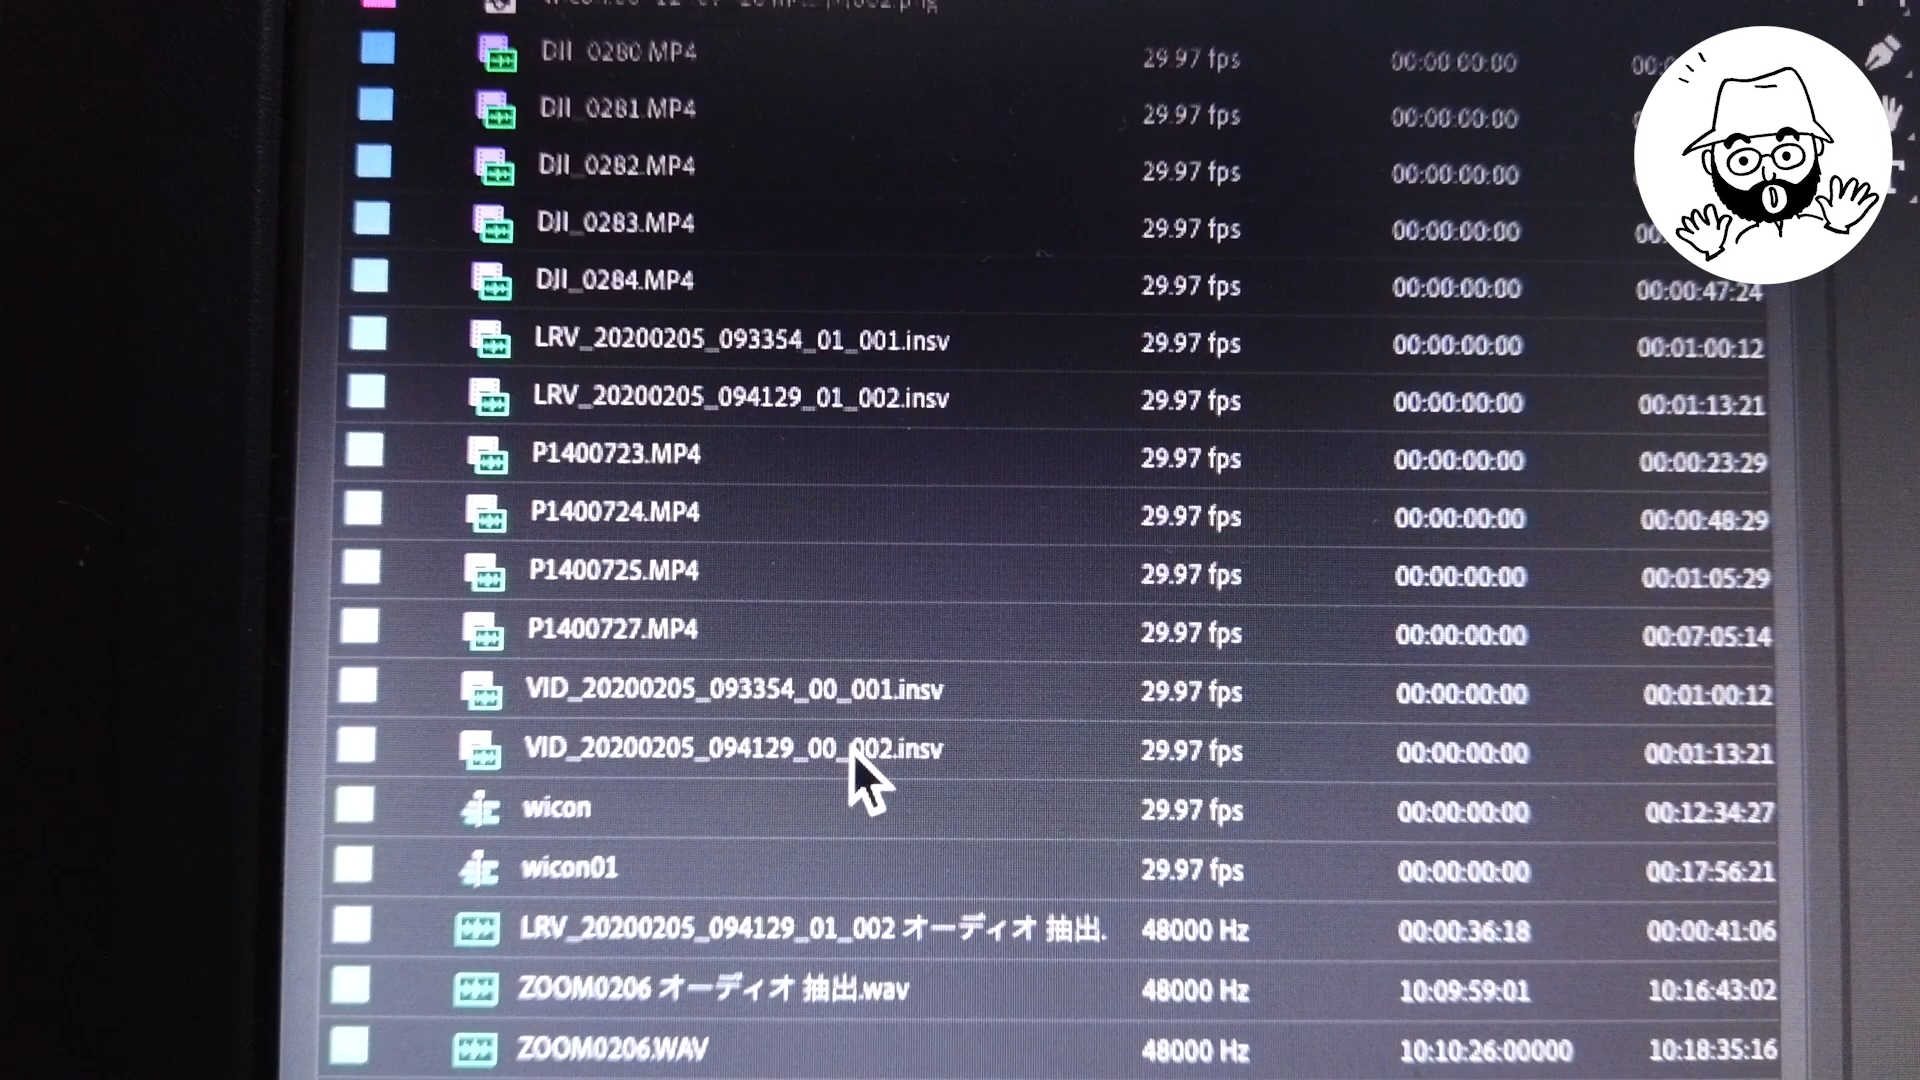 DJI_0280.MP4 29.97 fps 00:00:00:00
DJI_0281.MP4 29.97 fps 00:00:00:00
DJI_0282.MP4 29.97 fps 00:00:00:00
DJI_0283.MP4 29.97 fps 00:00:00:00
DJI_0284.MP4 29.97 fps 00:00:00:00 00:00:47:24
LRV_20200205_093354_01_001.insv 29.97 fps 00:00:00:00 00:01:00:12
LRV_20200205_094129_01_002.insv 29.97 fps 00:00:00:00 00:01:13:21
P1400723.MP4 29.97 fps 00:00:00:00 00:00:23:29
P1400724.MP4 29.97 fps 00:00:00:00 00:00:48:29
P1400725.MP4 29.97 fps 00:00:00:00 00:01:05:29
P1400727.MP4 29.97 fps 00:00:00:00 00:07:05:14
VID_20200205_093354_00_001.insv 29.97 fps 00:00:00:00 00:01:00:12
VID_20200205_094129_00_002.insv 29.97 fps 00:00:00:00 00:01:13:21
wicon 29.97 fps 00:00:00:00 00:12:34:27
wicon01 29.97 fps 00:00:00:00 00:17:56:21
LRV_20200205_094129_01_002 オーディオ 抽出. 48000 Hz 00:00:36:18 00:00:41:06
ZOOM0206 オーディオ 抽出.wav 48000 Hz 10:09:59:01 10:16:43:02
ZOOM0206.WAV 48000 Hz 10:10:26:00000 10:18:35:16